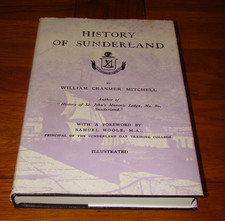 HISTORY
OF SUNDERLAND
BY
WILLIAM CRANMER MITCHELL
Author of
"History of St. John's Masonic Lodge, No. 80,
Sunderland."
WITH A FOREWORD BY
SAMUEL HOOLE, M.A.,
PRINCIPAL OF THE SUNDERLAND DAY TRAINING COLLEGE
ILLUSTRATED